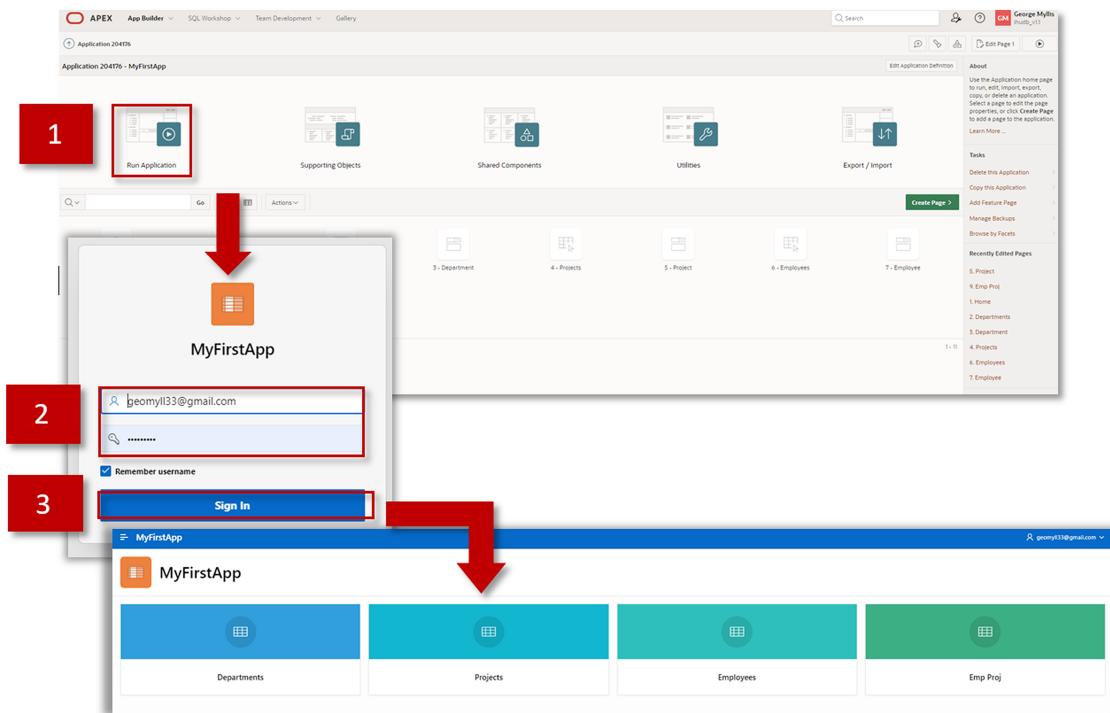 APEX App Builder SQL Workshop Team Development Gallery Search George Myllis
GM ihudb_v13
Application 204176 Edit Page 1
Application 204176 - MyFirstApp Edit Application Definition About
Use the Application home page
to run, edit, import, export,
copy, or delete an application.
Select a page to edit the page
properties, or click Create Page
to add a page to the application.
Learn More ...
1
Run Application Supporting Objects Shared Components Utilities Export / Import
Tasks
Delete this Application
Copy this Application
Add Feature Page
Manage Backups
Browse by Facets
Go Actions Create Page >
3 - Department 4 - Projects 5 - Project 6 - Employees 7 - Employee
Recently Edited Pages
5. Project
9. Emp Proj
1. Home
2. Departments
3. Department
4. Projects
6. Employees
7. Employee
1 - 11
MyFirstApp
2
geomyll33@gmail.com
Remember username
3
Sign In
MyFirstApp geomyll33@gmail.com
MyFirstApp
Departments Projects Employees Emp Proj